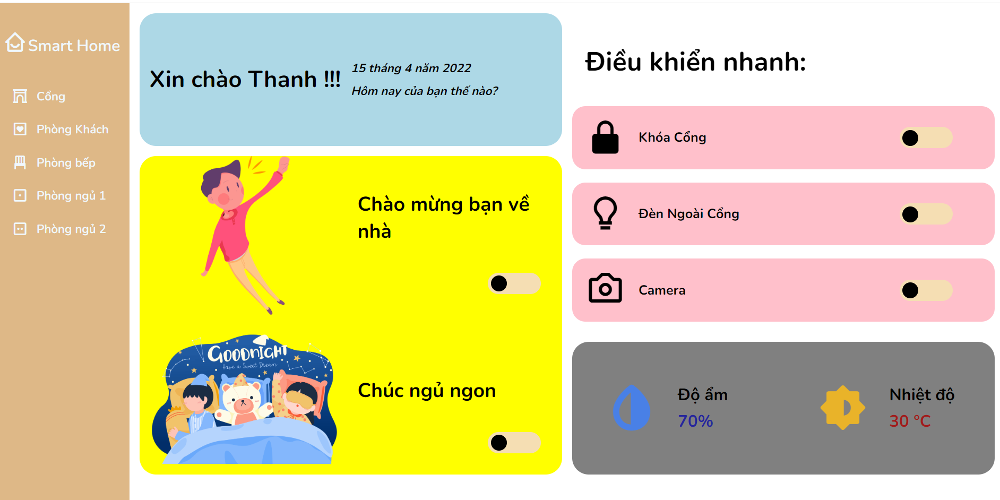 Smart Home
Cổng
Phòng Khách
Phòng bếp
Phòng ngủ 1
Phòng ngủ 2
Xin chào Thanh !!!
15 tháng 4 năm 2022
Hôm nay của bạn thế nào?
Chào mừng bạn về
nhà
GOODNIGHT
Have a Sweet Dream
Chúc ngủ ngon
Điều khiển nhanh:
Khóa Cổng
Đèn Ngoài Cổng
Camera
Độ ẩm
70%
Nhiệt độ
30 °C